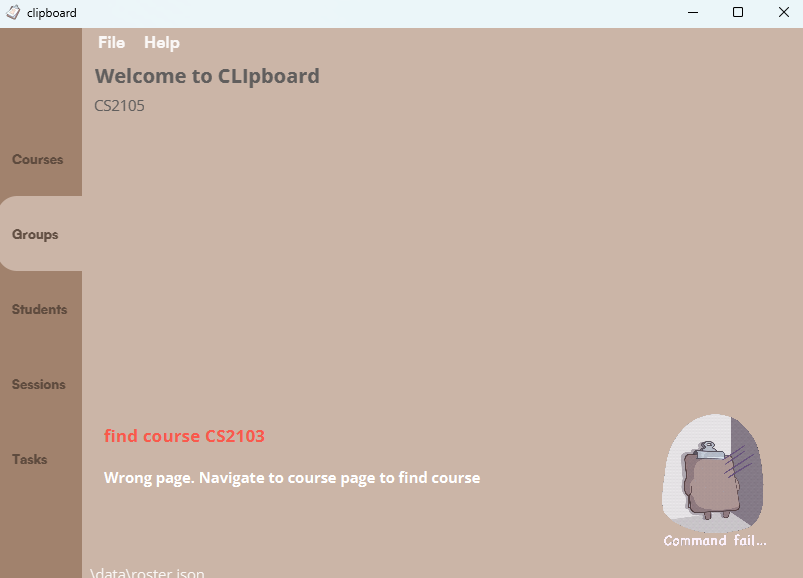 clipboard
File Help
Welcome to CLIpboard
CS2105
Courses
Groups
Students
Sessions
Tasks
find course CS2103
Wrong page. Navigate to course page to find course
Command fail...
\data\roster.json